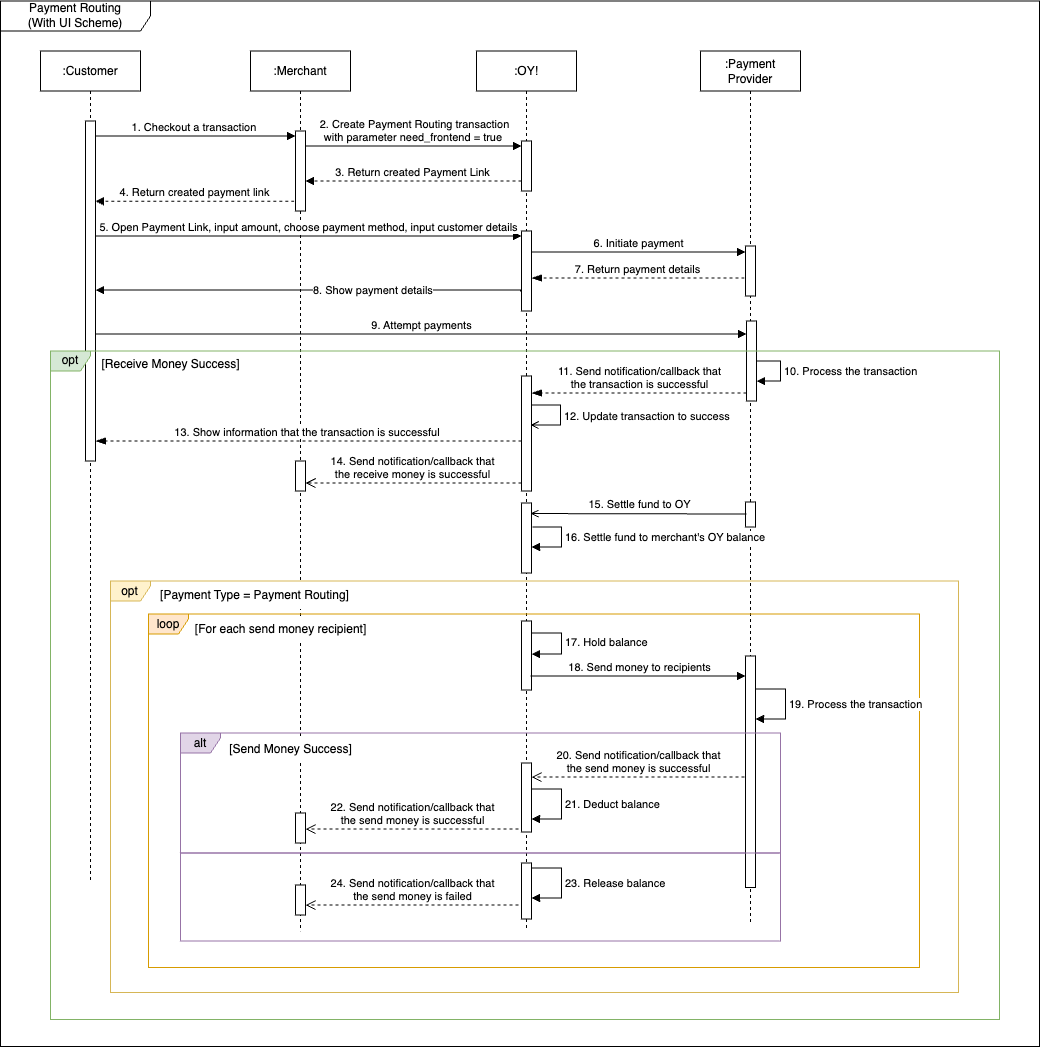 Payment Routing
(With UI Scheme)
:Customer
:Merchant
:OY!
:Payment
Provider
1. Checkout a transaction
2. Create Payment Routing transaction
with parameter need_frontend = true
3. Return created Payment Link
4. Return created payment link
5. Open Payment Link, input amount, choose payment method, input customer details
6. Initiate payment
7. Return payment details
8. Show payment details
9. Attempt payments
opt
[Receive Money Success]
10. Process the transaction
11. Send notification/callback that
the transaction is successful
12. Update transaction to success
13. Show information that the transaction is successful
14. Send notification/callback that
the receive money is successful
15. Settle fund to OY
16. Settle fund to merchant's OY balance
opt
[Payment Type = Payment Routing]
loop
[For each send money recipient]
17. Hold balance
18. Send money to recipients
19. Process the transaction
alt
[Send Money Success]
20. Send notification/callback that
the send money is successful
21. Deduct balance
22. Send notification/callback that
the send money is successful
23. Release balance
24. Send notification/callback that
the send money is failed